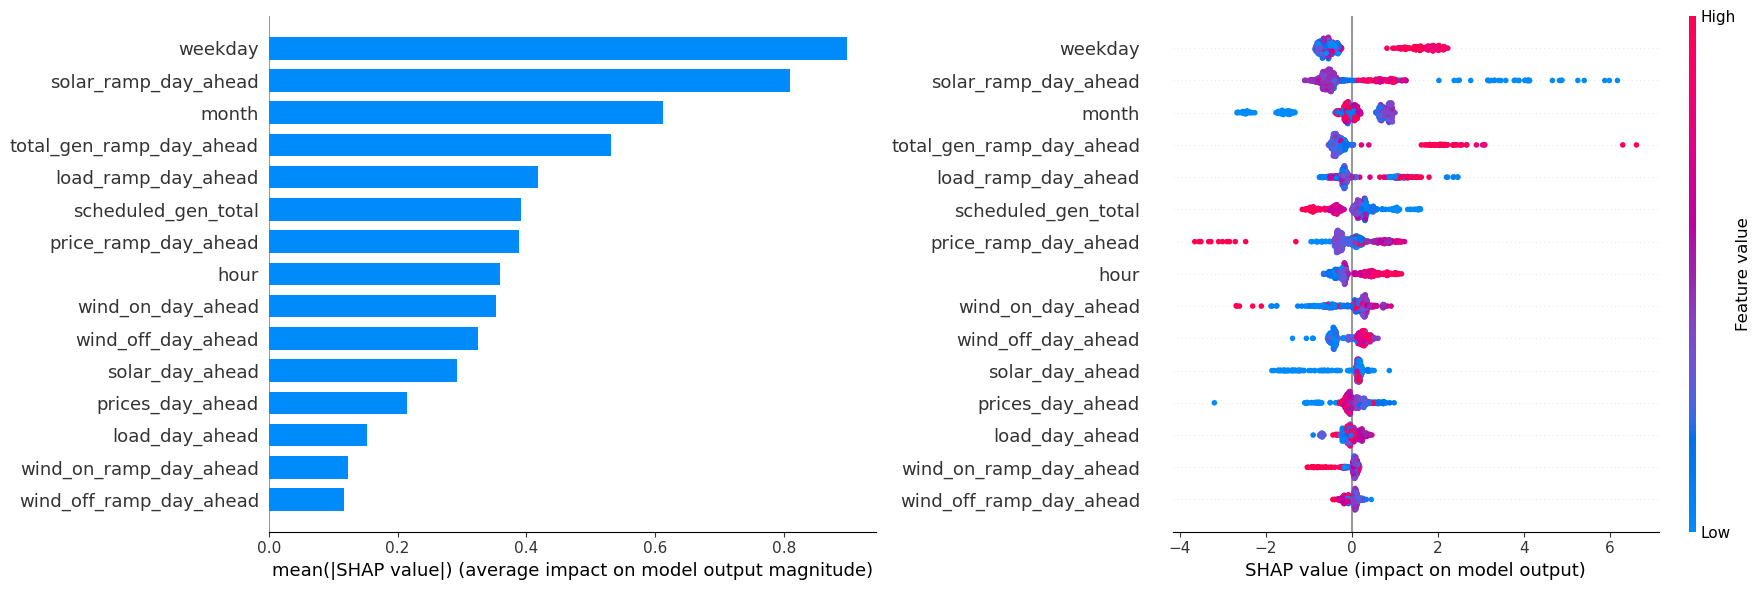 weekday
solar_ramp_day_ahead
month
total_gen_ramp_day_ahead
load_ramp_day_ahead
scheduled_gen_total
price_ramp_day_ahead
hour
wind_on_day_ahead
wind_off_day_ahead
solar_day_ahead
prices_day_ahead
load_day_ahead
wind_on_ramp_day_ahead
wind_off_ramp_day_ahead
0.0 0.2 0.4 0.6 0.8
mean(|SHAP value|) (average impact on model output magnitude)
weekday
solar_ramp_day_ahead
month
total_gen_ramp_day_ahead
load_ramp_day_ahead
scheduled_gen_total
price_ramp_day_ahead
hour
wind_on_day_ahead
wind_off_day_ahead
solar_day_ahead
prices_day_ahead
load_day_ahead
wind_on_ramp_day_ahead
wind_off_ramp_day_ahead
−4 −2 0 2 4 6
SHAP value (impact on model output)
High
Feature value
Low